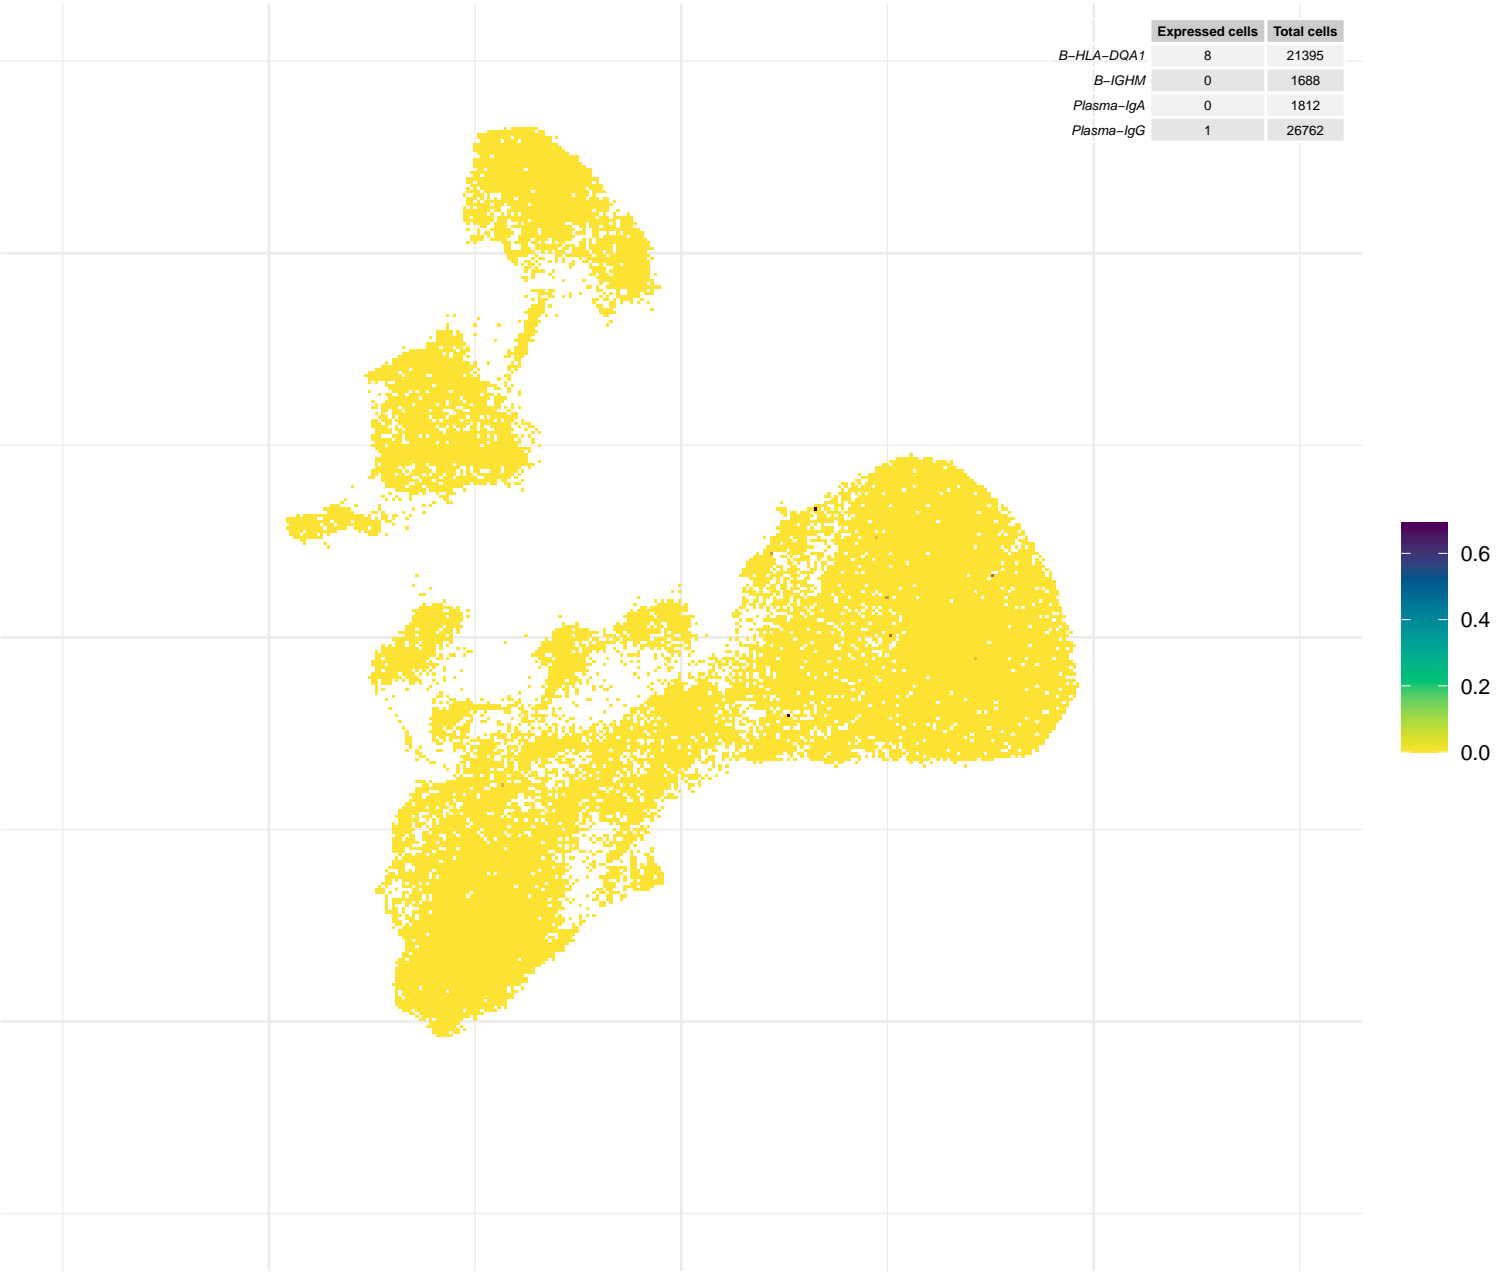 Expressed cells Total cells
B−HLA−DQA1 8 21395
B−IGHM 0 1688
Plasma−IgA 0 1812
Plasma−IgG 1 26762
0.6
0.4
0.2
0.0